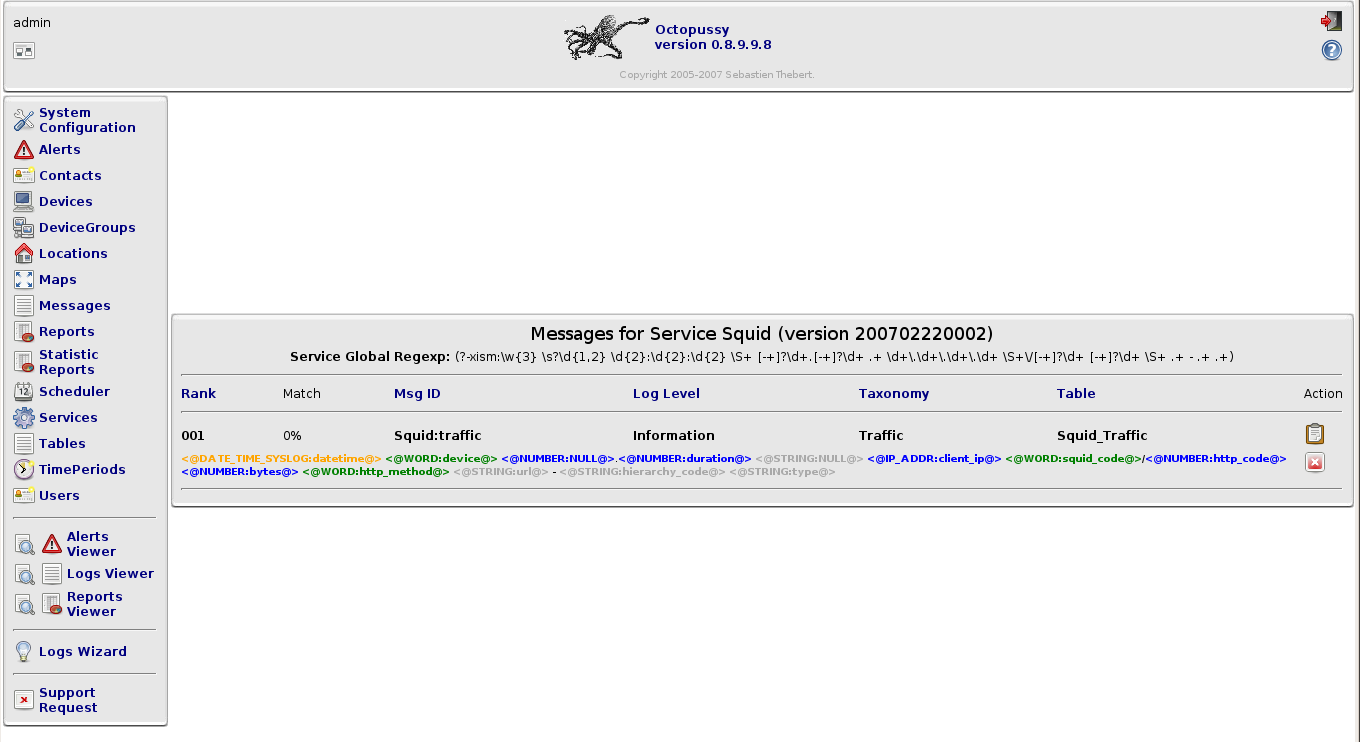 admin
Octopussy
version 0.8.9.9.8
Copyright 2005-2007 Sebastien Thebert.
System
Configuration
Alerts
Contacts
Devices
DeviceGroups
Locations
Maps
Messages
Reports
Statistic
Reports
Scheduler
Services
Tables
TimePeriods
Users
Alerts
Viewer
Logs Viewer
Reports
Viewer
Logs Wizard
Support
Request
Messages for Service Squid (version 200702220002)
Service Global Regexp: (?-xism:\w{3} \s?\d{1,2} \d{2}:\d{2}:\d{2} \S+ [-+]?\d+.[-+]?\d+ .+ \d+\.\d+\.\d+\.\d+ \S+\/[-+]?\d+ [-+]?\d+ \S+ .+ - .+ .+)
Rank Match Msg ID Log Level Taxonomy Table Action
001 0% Squid:traffic Information Traffic Squid_Traffic
<@DATE_TIME_SYSLOG:datetime@> <@WORD:device@> <@NUMBER:NULL@>.<@NUMBER:duration@> <@STRING:NULL@> <@IP_ADDR:client_ip@> <@WORD:squid_code@>/<@NUMBER:http_code@>
<@NUMBER:bytes@> <@WORD:http_method@> <@STRING:url@> - <@STRING:hierarchy_code@> <@STRING:type@>